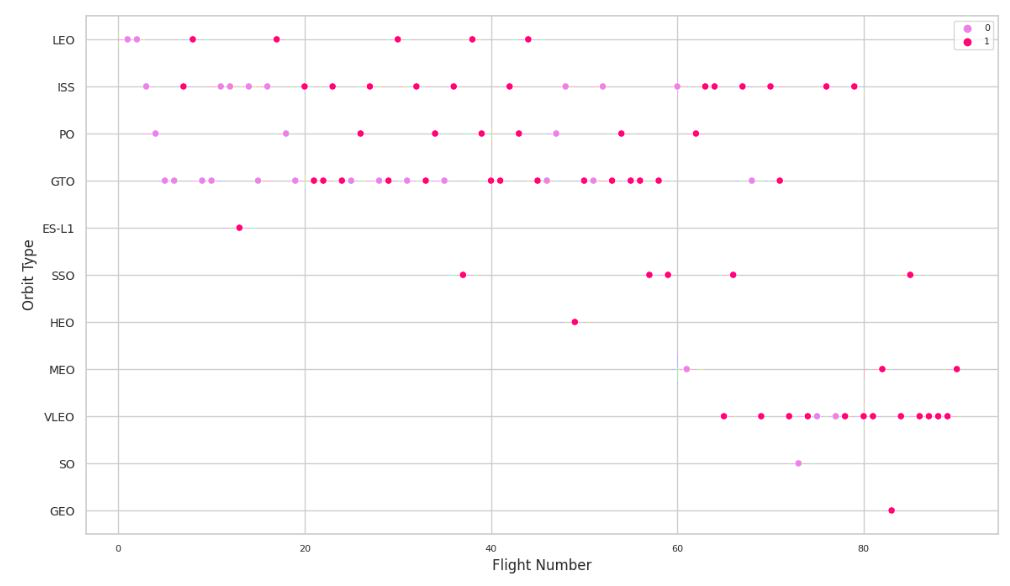 LEO
ISS
PO
GTO
ES-L1
SSO
HEO
MEO
VLEO
SO
GEO
Orbit Type
0
1
0 20 40 60 80
Flight Number